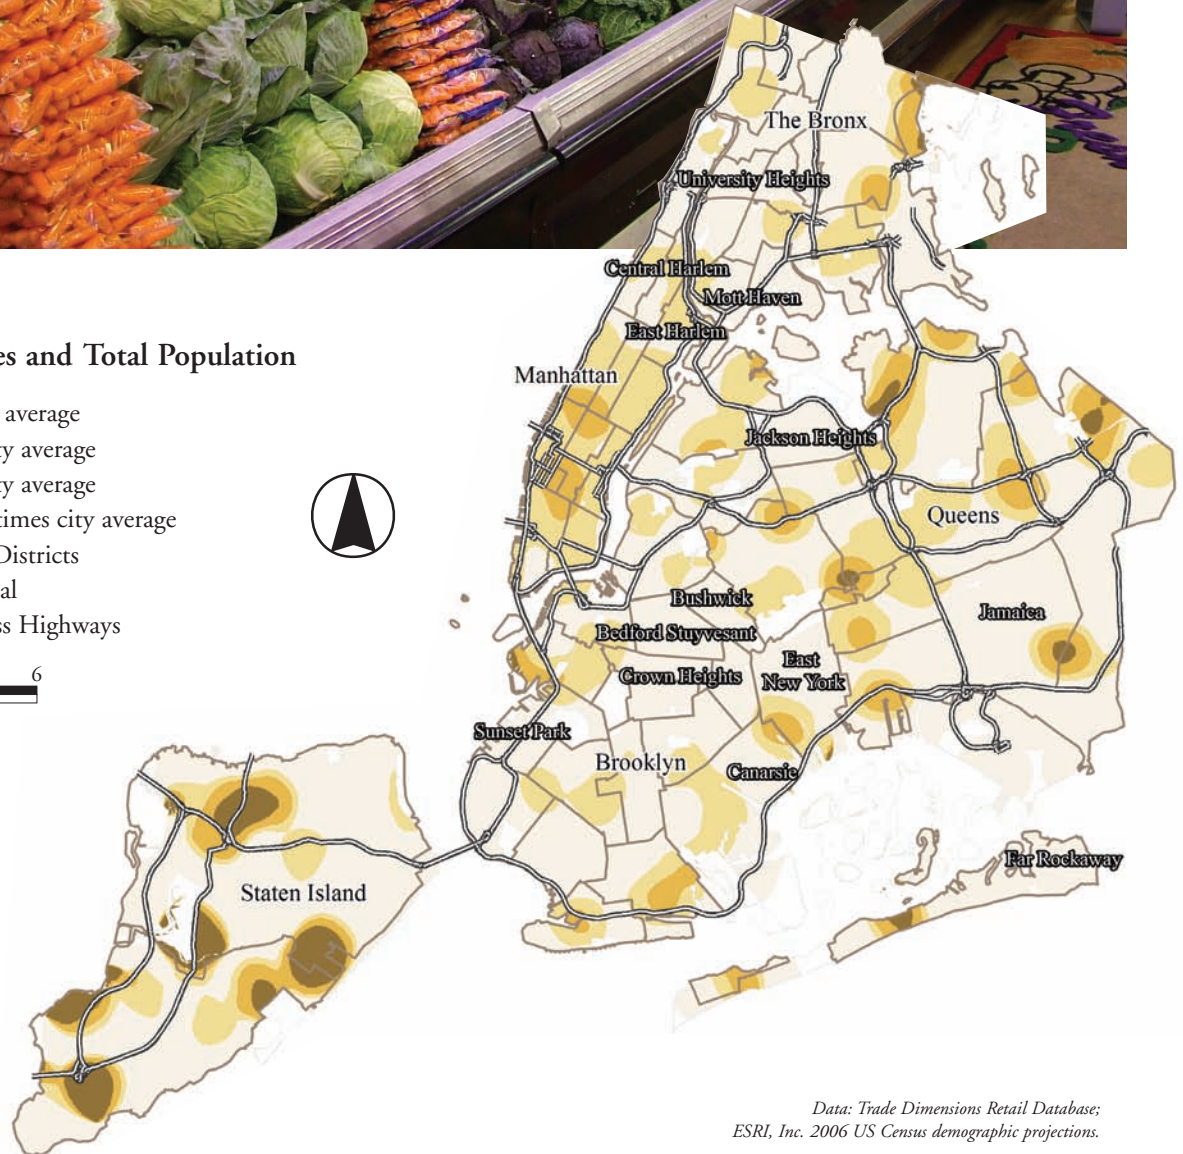 The Bronx
University Heights
Central Harlem
Mott Haven
East Harlem
es and Total Population
Manhattan
average
ty average
ty average
times city average
Districts
al
ss Highways
6
Jackson Heights
Queens
Bushwick
Jamaica
Bedford Stuyvesant
East
New York
Crown Heights
Sunset Park
Brooklyn
Canarsie
Far Rockaway
Staten Island
Data: Trade Dimensions Retail Database;
ESRI, Inc. 2006 US Census demographic projections.